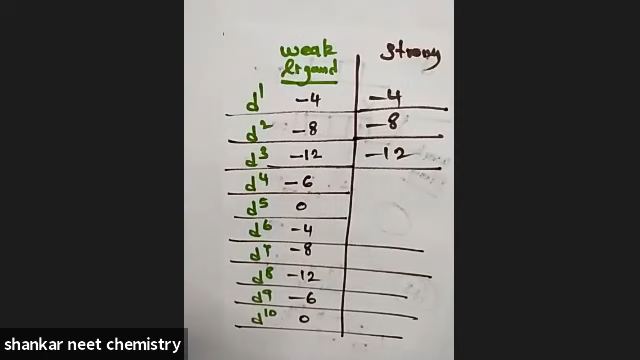 weak strong
ligand
d1 -4 -4
d2 -8 -8
d3 -12 -12
d4 -6
d5 0
d6 -4
d7 -8
d8 -12
d9 -6
d10 0
shankar neet chemistry